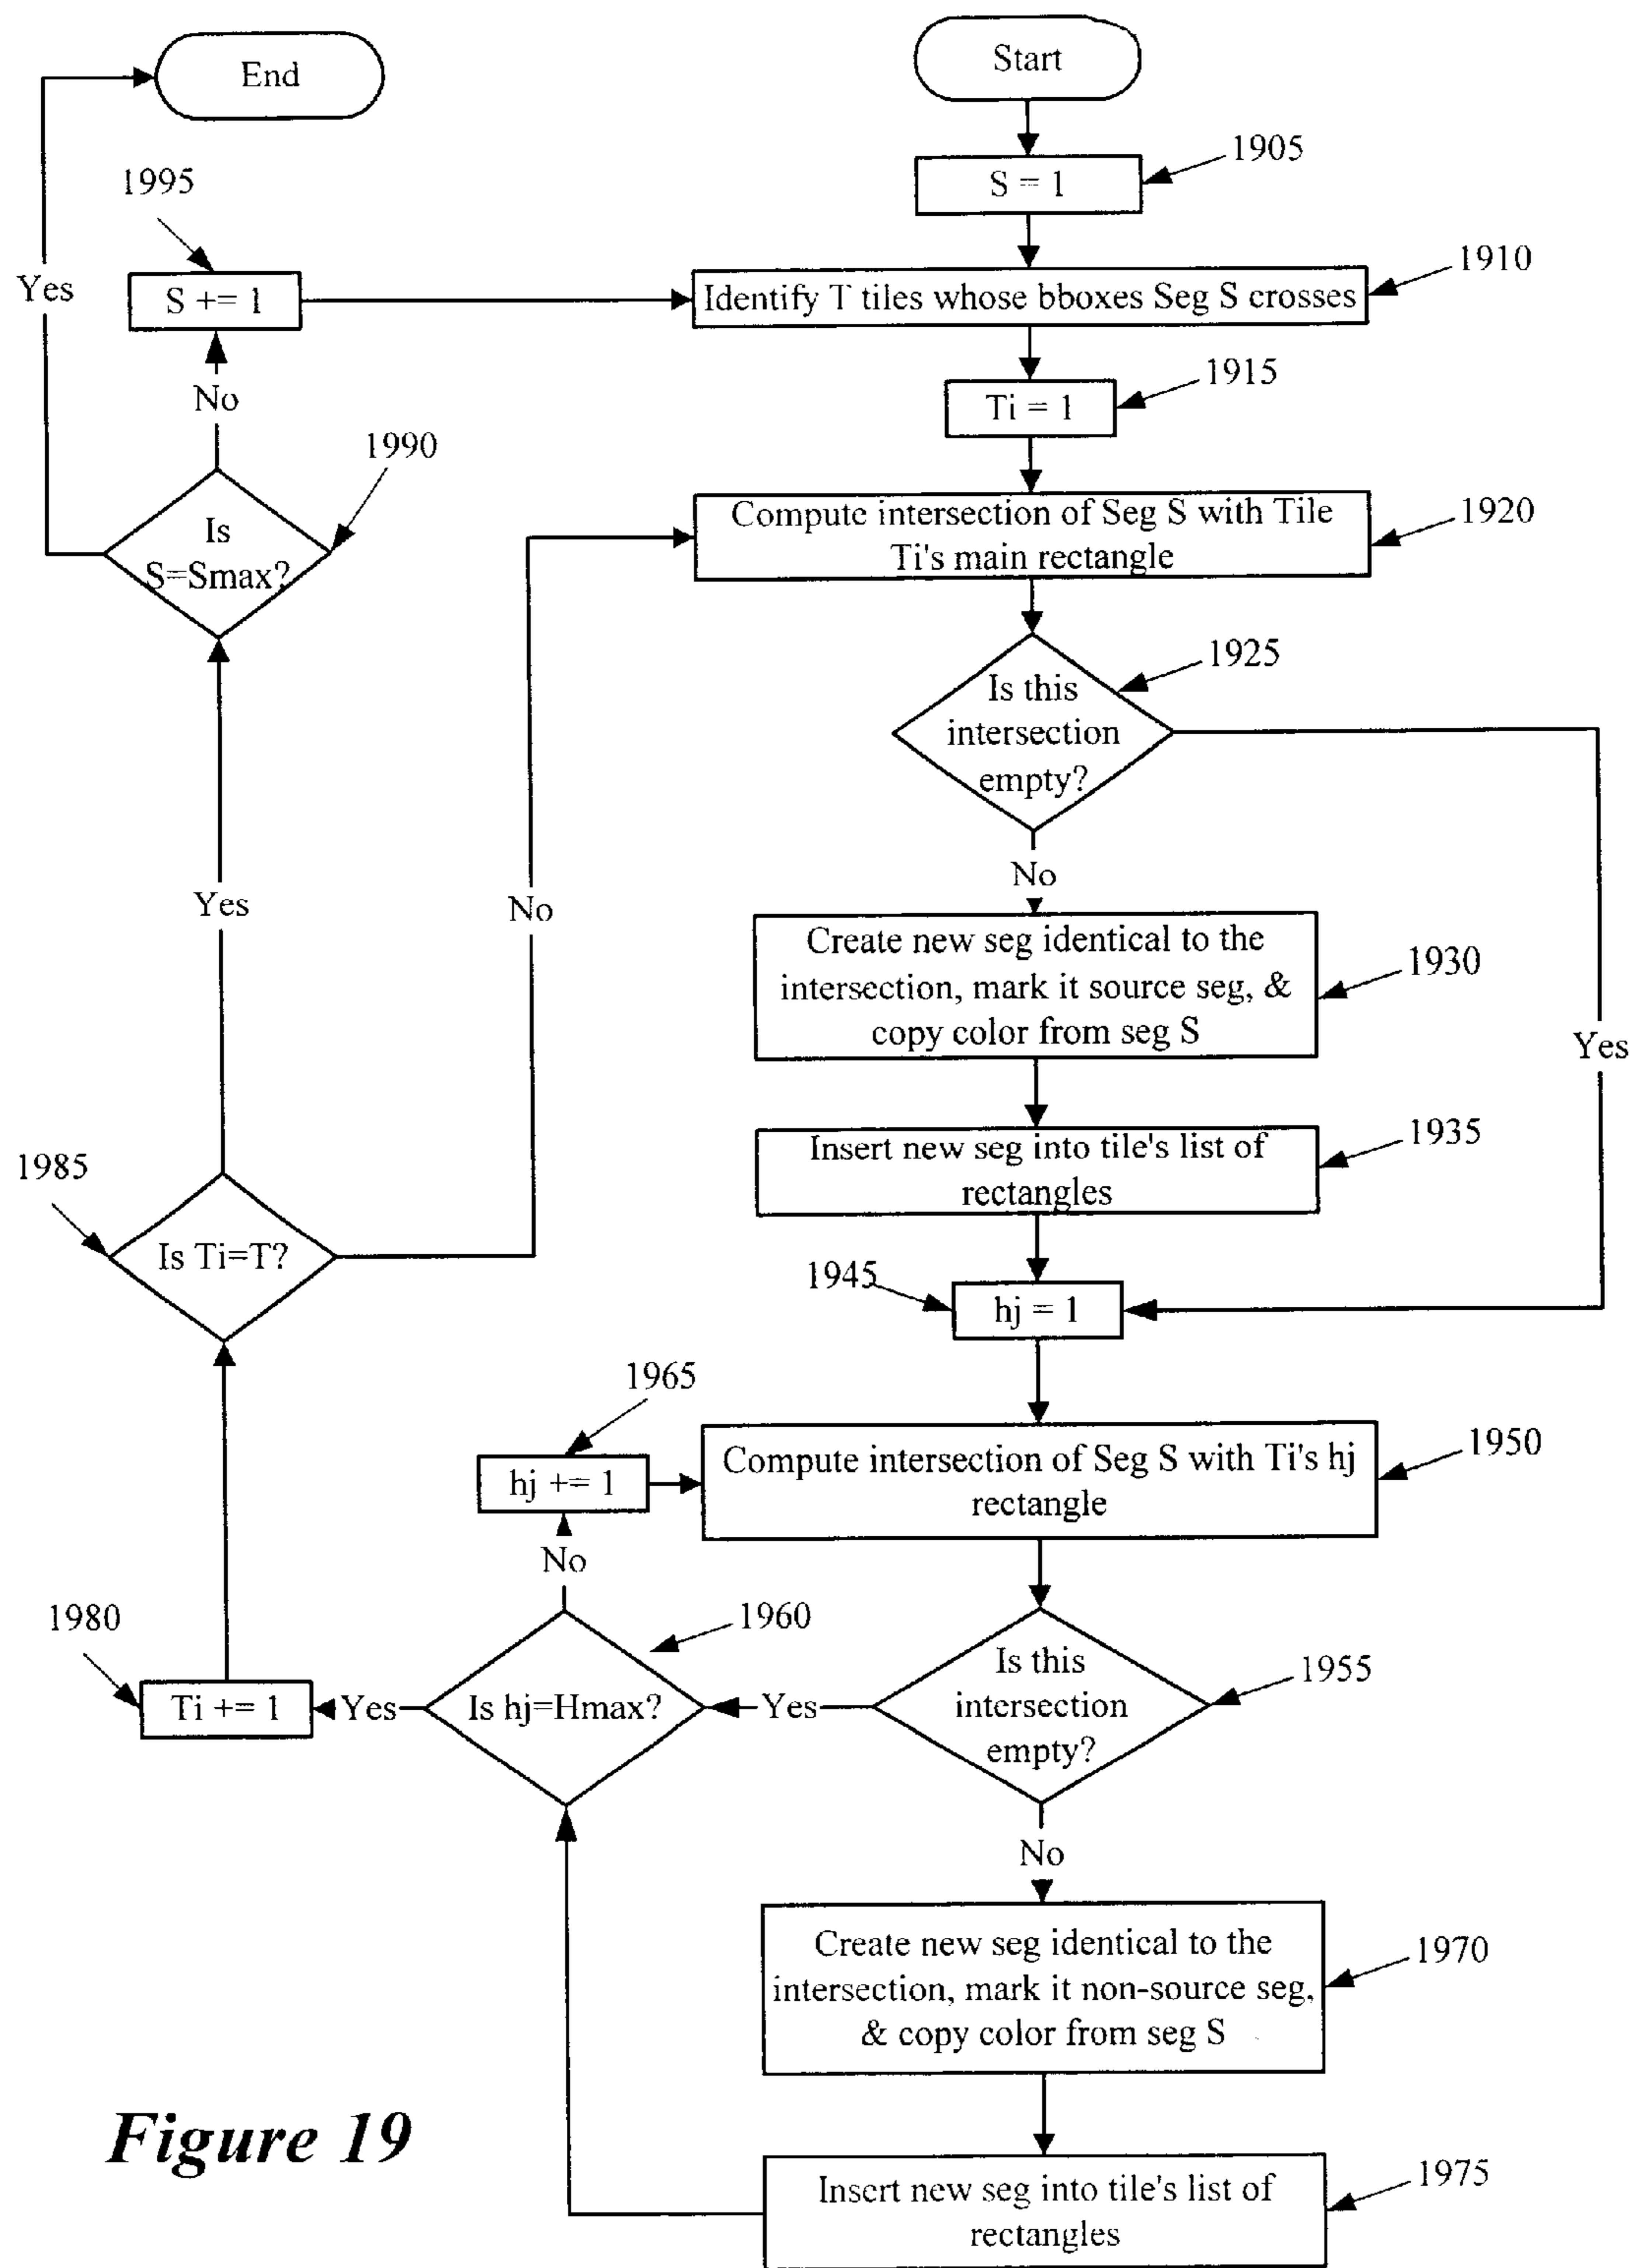 End
Start
1905
S = 1
1995
Yes
S += 1
1910
Identify T tiles whose bboxes Seg S crosses
No
1915
Ti = 1
1990
Is
S=Smax?
1920
Compute intersection of Seg S with Tile
Ti's main rectangle
1925
Is this
intersection
empty?
No
Yes
No
Create new seg identical to the
intersection, mark it source seg, &
copy color from seg S
1930
Yes
1985
Is Ti=T?
Insert new seg into tile's list of
rectangles
1935
1945
hj = 1
1965
hj += 1
Compute intersection of Seg S with Ti's hj
rectangle
1950
No
1980
Ti += 1
Yes
1960
Is hj=Hmax?
Yes
Is this
intersection
empty?
1955
No
Create new seg identical to the
intersection, mark it non-source seg,
& copy color from seg S
1970
Insert new seg into tile's list of
rectangles
1975
Figure 19